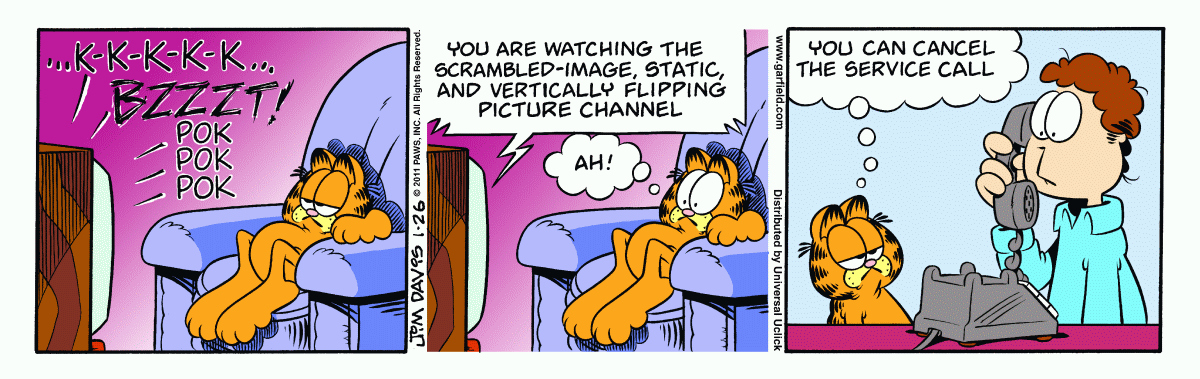 ...K-K-K-K-K...
BZZZT!
POK
POK
POK
JIM DAVIS 1-26
© 2011 PAWS, INC. All Rights Reserved.
YOU ARE WATCHING THE
SCRAMBLED-IMAGE, STATIC,
AND VERTICALLY FLIPPING
PICTURE CHANNEL
AH!
www.garfield.com
Distributed by Universal Uclick
YOU CAN CANCEL
THE SERVICE CALL